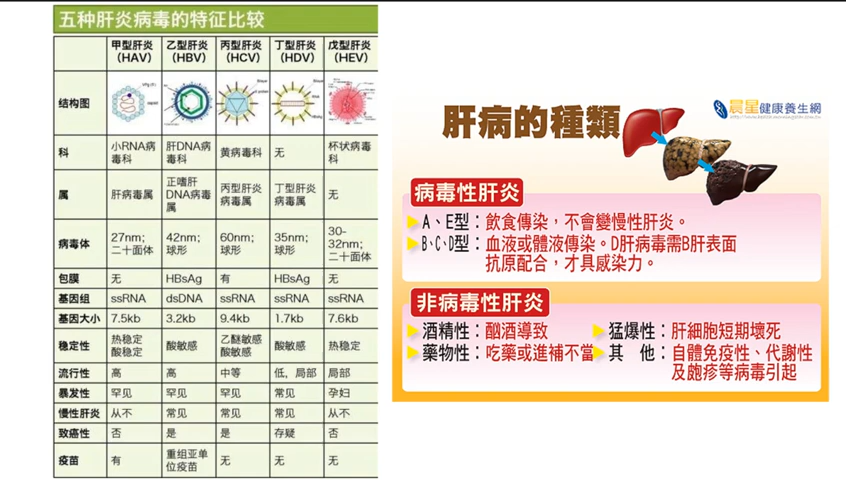 五种肝炎病毒的特征比较
甲型肝炎 乙型肝炎 丙型肝炎 丁型肝炎 戊型肝炎
(HAV) (HBV) (HCV) (HDV) (HEV)
结构图
科 小RNA病毒科 肝DNA病毒科 黄病毒科 无 杯状病毒科
属 肝病毒属 正嗜肝DNA病毒属 丙型肝炎病毒属 丁型肝炎病毒属 无
病毒体 27nm；二十面体 42nm；球形 60nm；球形 35nm；球形 30-32nm；二十面体
包膜 无 HBsAg 有 HBsAg 无
基因组 ssRNA dsDNA ssRNA ssRNA ssRNA
基因大小 7.5kb 3.2kb 9.4kb 1.7kb 7.6kb
稳定性 热稳定 酸稳定 酸敏感 乙醚敏感 酸敏感 酸敏感 热稳定
流行性 高 高 中等 低，局部 局部
暴发性 罕见 罕见 罕见 常见 孕妇
慢性肝炎 从不 常见 常见 常见 从不
致癌性 否 是 是 存疑 否
疫苗 有 重组亚单位疫苗 无 无 无
肝病的種類
晨星健康養生網
病毒性肝炎
A、E型：飲食傳染，不會變慢性肝炎。
B、C、D型：血液或體液傳染。D肝病毒需B肝表面
抗原配合，才具感染力。
非病毒性肝炎
酒精性：酗酒導致 猛爆性：肝細胞短期壞死
藥物性：吃藥或進補不當 其 他：自體免疫性、代謝性
及皰疹等病毒引起